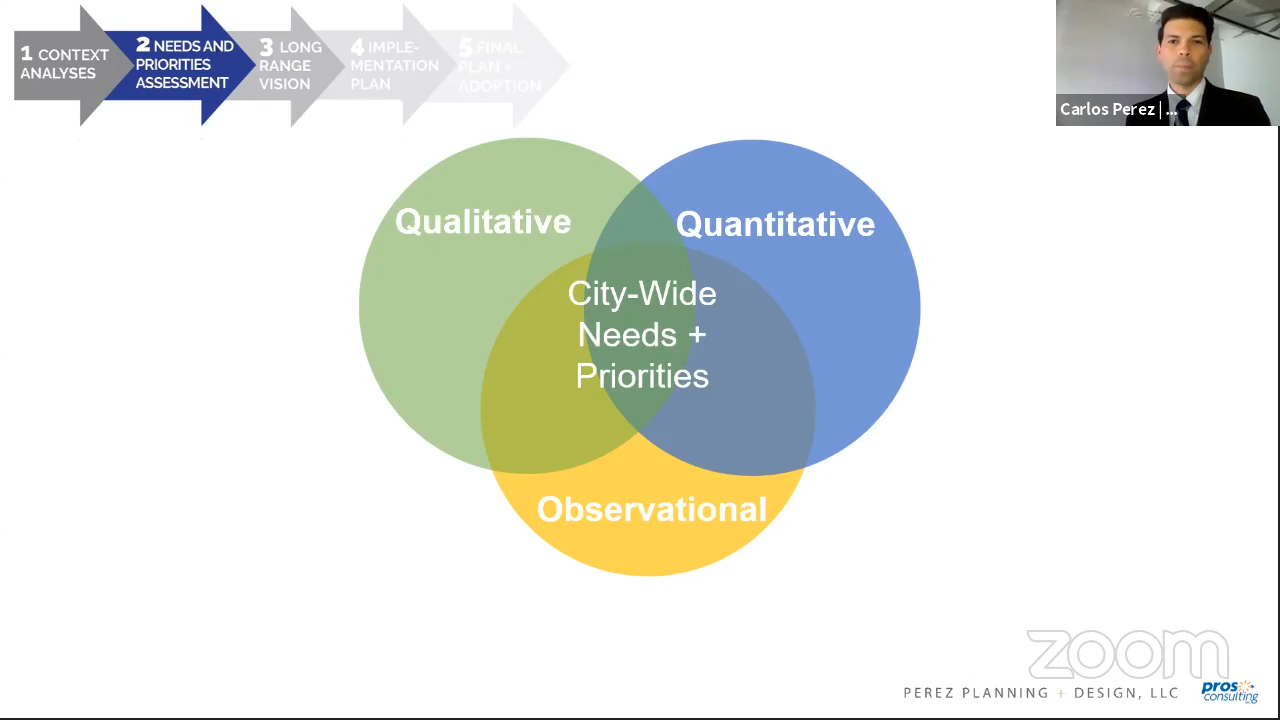 1 CONTEXT
ANALYSES
2 NEEDS AND
PRIORITIES
ASSESSMENT
3 LONG
RANGE
VISION
4 IMPLE-
MENTATION
PLAN
5 FINAL
PLAN +
ADOPTION
Carlos Perez | ...
Qualitative
Quantitative
City-Wide
Needs +
Priorities
Observational
zoom
PEREZ PLANNING + DESIGN, LLC
pros
consulting